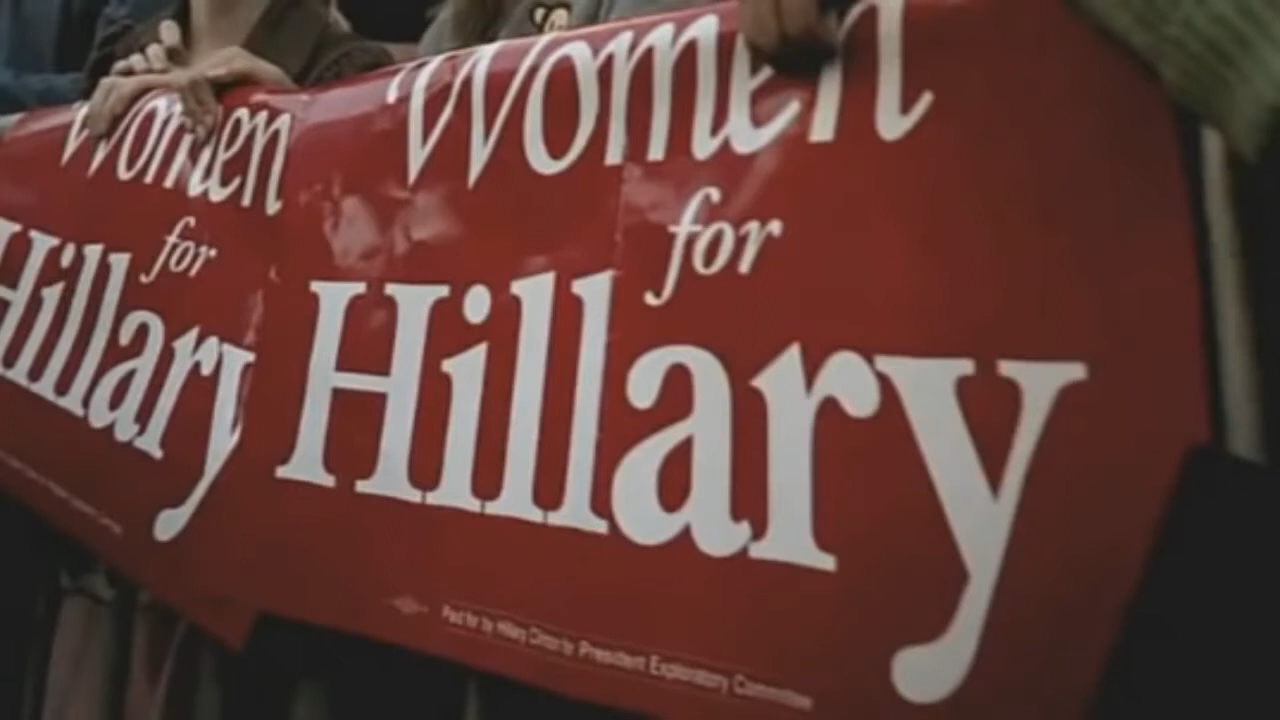 Women
for
Hillary
Women
for
Hillary
Paid for by Hillary Clinton for President Exploratory Committee